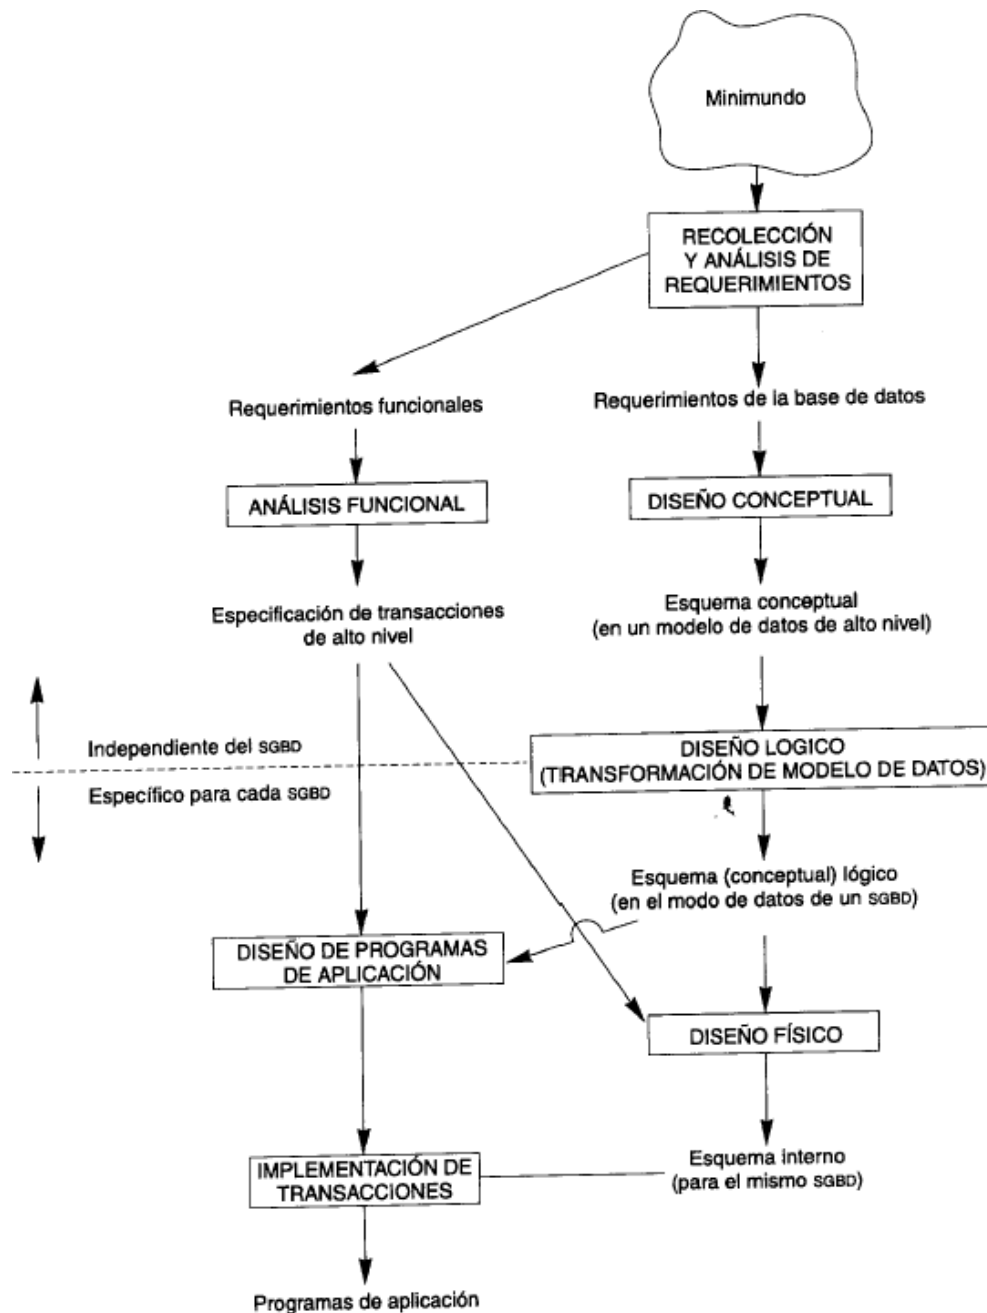 Minimundo
RECOLECCIÓN
Y ANÁLISIS DE
REQUERIMIENTOS
Requerimientos funcionales
Requerimientos de la base de datos
ANÁLISIS FUNCIONAL
DISEÑO CONCEPTUAL
Especificación de transacciones
de alto nivel
Esquema conceptual
(en un modelo de datos de alto nivel)
Independiente del SGBD
Específico para cada SGBD
DISEÑO LOGICO
(TIRANSFORMACIÓN DE MODELO DE DATOS)
Esquema (conceptual) lógico
(en el modo de datos de un SGBD)
DISEÑO DE PROGRAMAS
DE APLICACIÓN
DISEÑO FÍSICO
IMPLEMENTACIÓN DE
TRANSACCIONES
Esquema interno
(para el mismo SGBD)
Programas de aplicación